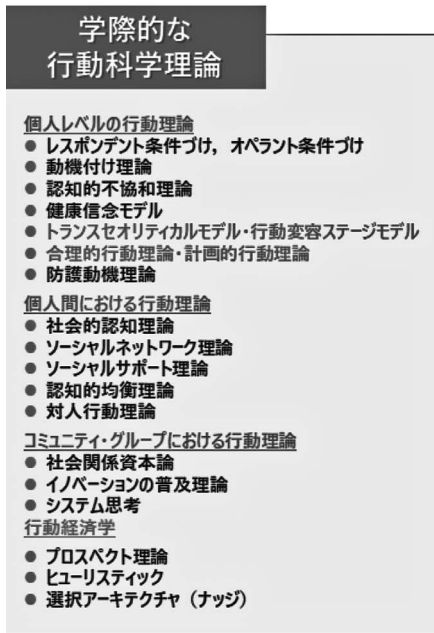 学際的な
行動科学理論
個人レベルの行動理論
● レスポンデント条件づけ，オペラント条件づけ
● 動機付け理論
● 認知的不協和理論
● 健康信念モデル
● トランスセオリティカルモデル・行動変容ステージモデル
● 合理的行動理論・計画的行動理論
● 防護動機理論
個人間における行動理論
● 社会的認知理論
● ソーシャルネットワーク理論
● ソーシャルサポート理論
● 認知的均衡理論
● 対人行動理論
コミュニティ・グループにおける行動理論
● 社会関係資本論
● イノベーションの普及理論
● システム思考
行動経済学
● プロスペクト理論
● ヒューリスティック
● 選択アーキテクチャ（ナッジ）